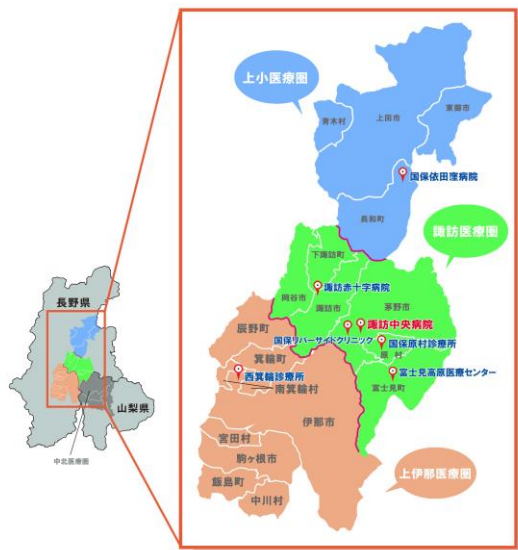 上小医療圏
青木村
上田市
東御市
国保依田窪病院
長和町
諏訪医療圏
下諏訪町
諏訪赤十字病院
岡谷市
諏訪市
茅野市
諏訪中央病院
国保リバーサイドクリニック
国保原村診療所
原村
富士見高原医療センター
富士見町
辰野町
箕輪町
西箕輪診療所
南箕輪村
伊那市
宮田村
駒ヶ根市
飯島町
中川村
上伊那医療圏
長野県
山梨県
中北医療圏